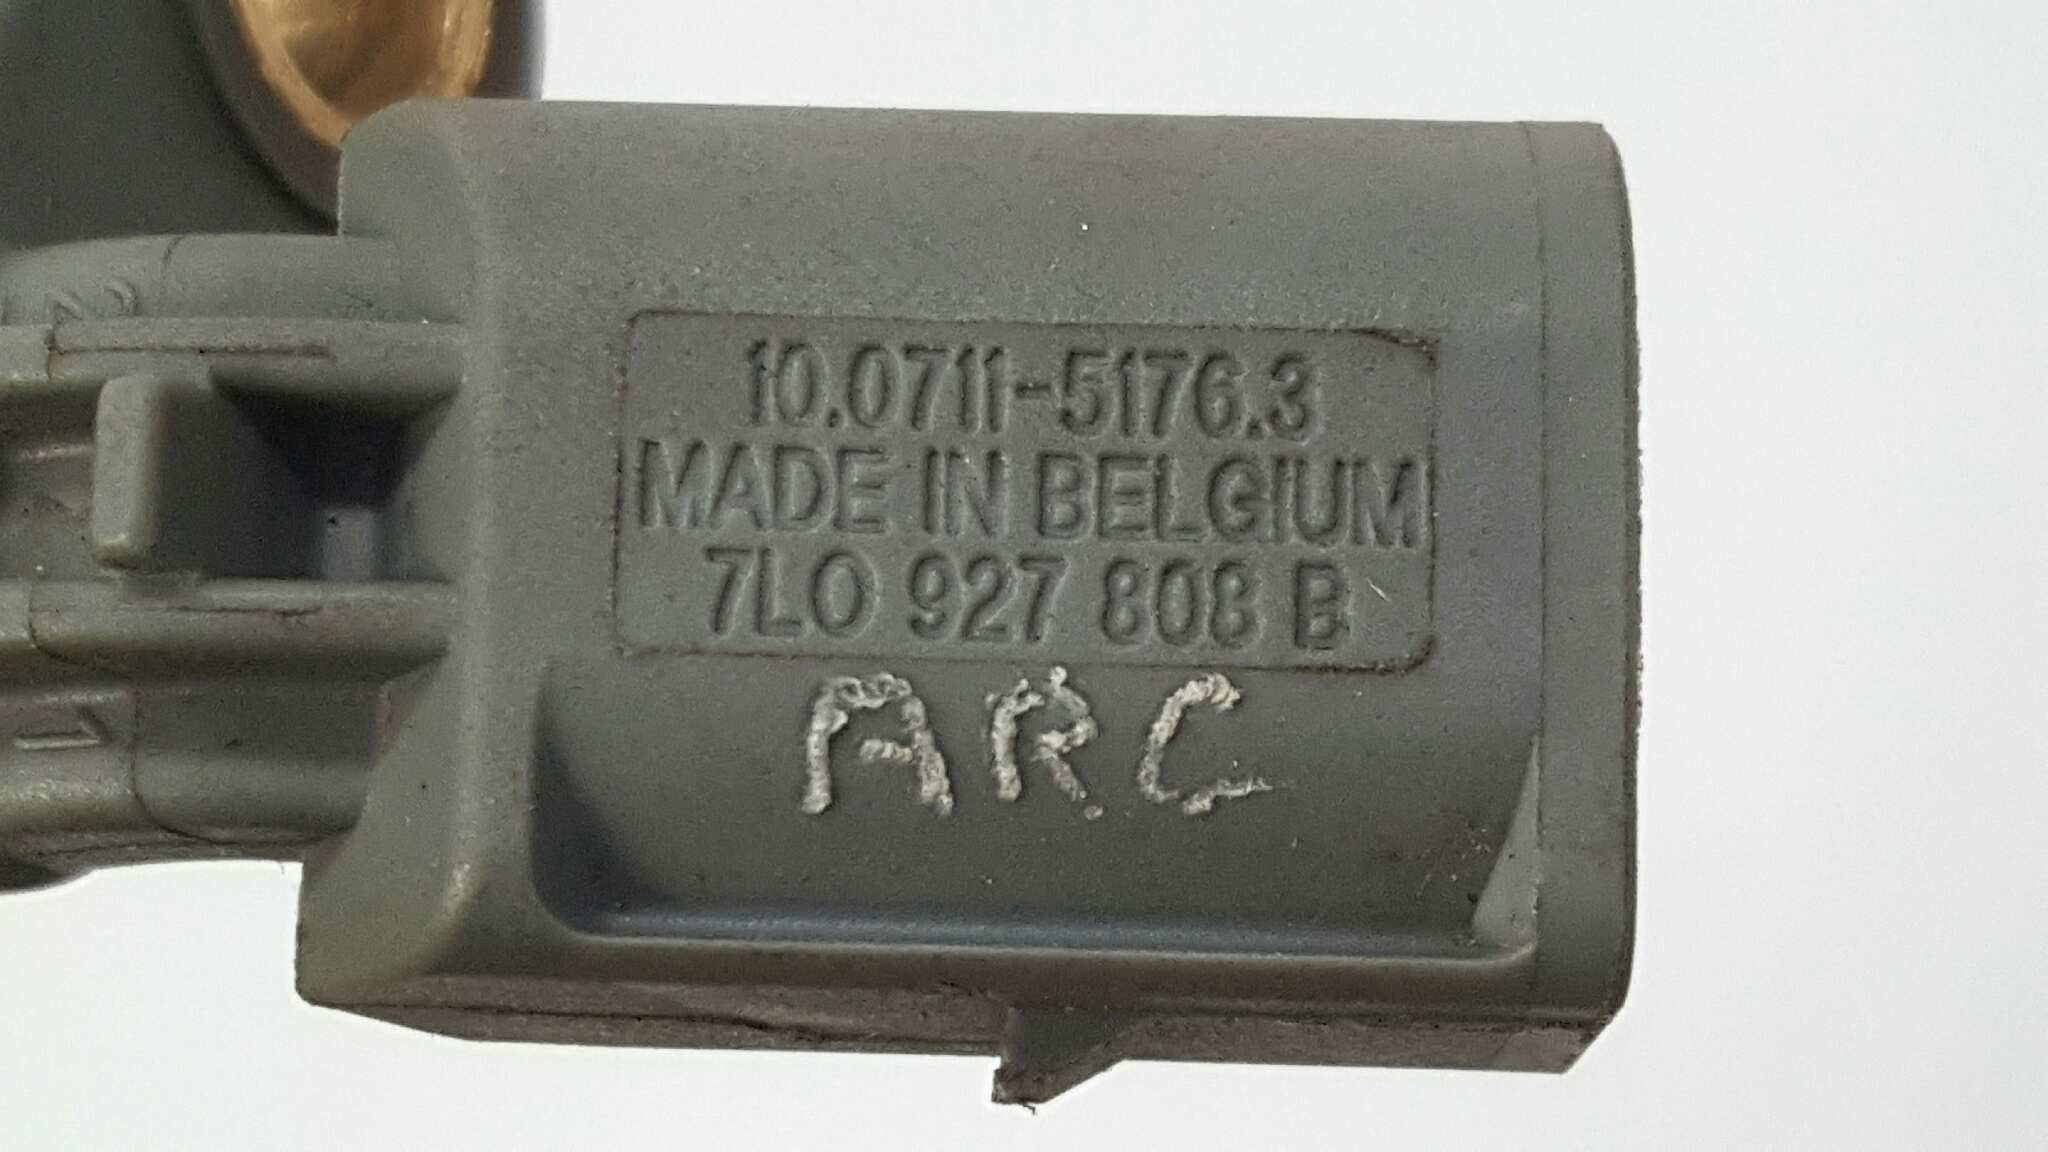 10.0711-5176.3
MADE IN BELGIUM
7L0 927 808 B
ARC